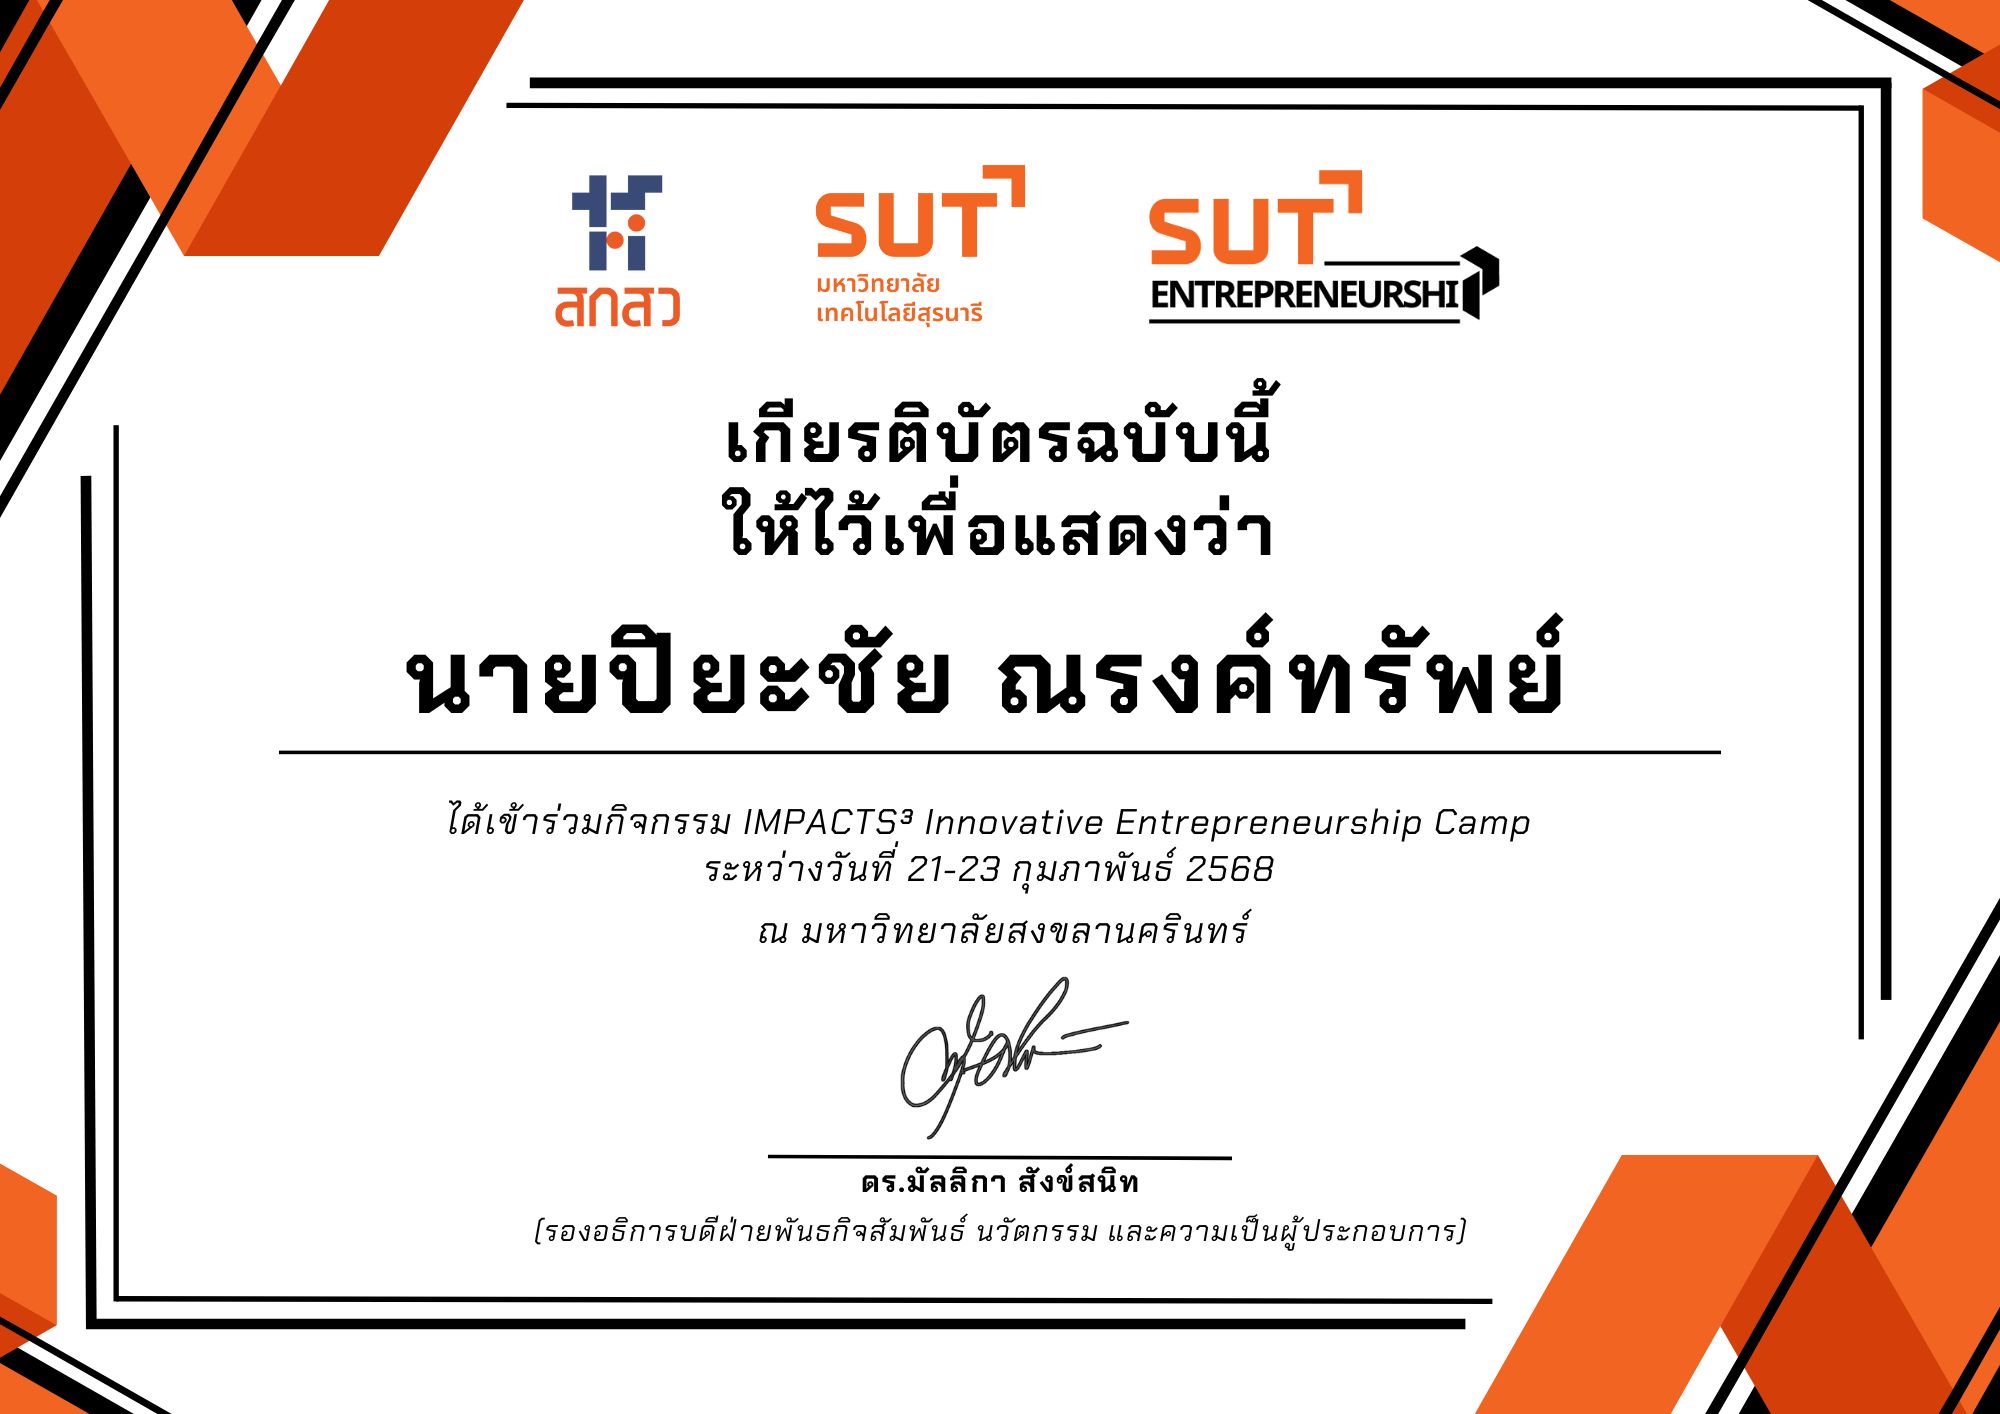 สกสว
SUT
มหาวิทยาลัย
เทคโนโลยีสุรนารี
SUT
ENTREPRENEURSHIP
เกียรติบัตรฉบับนี้
ให้ไว้เพื่อแสดงว่า
นายปิยะชัย ณรงค์ทรัพย์
ได้เข้าร่วมกิจกรรม IMPACTS³ Innovative Entrepreneurship Camp
ระหว่างวันที่ 21-23 กุมภาพันธ์ 2568
ณ มหาวิทยาลัยสงขลานครินทร์
ดร.มัลลิกา สังข์สนิท
(รองอธิการบดีฝ่ายพันธกิจสัมพันธ์ นวัตกรรม และความเป็นผู้ประกอบการ)